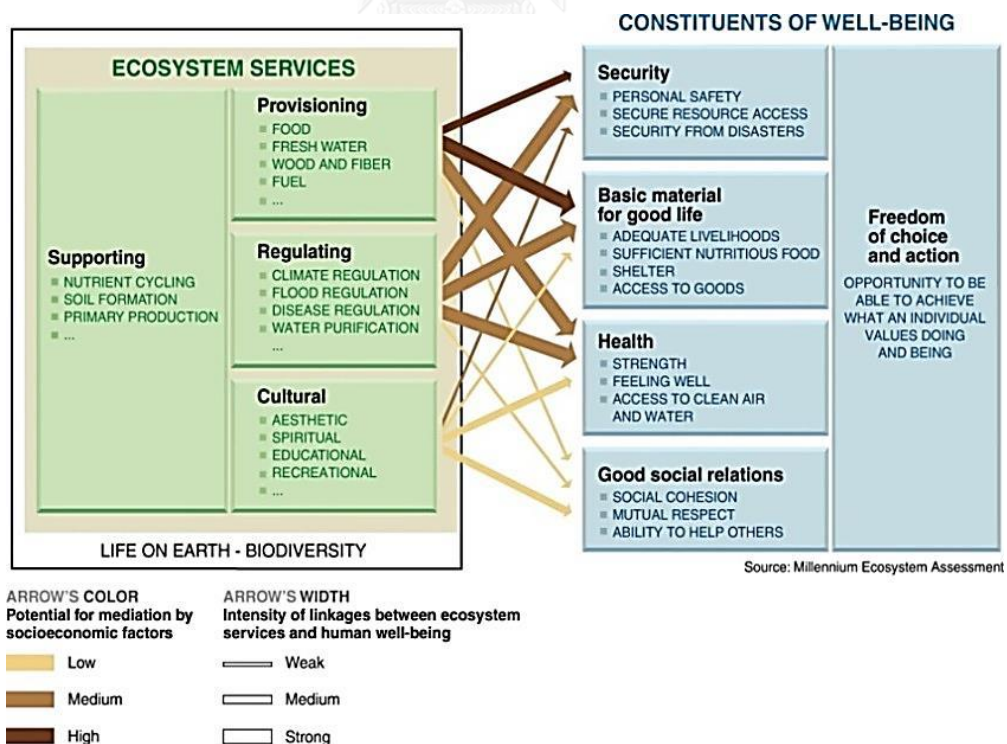 CONSTITUENTS OF WELL-BEING
ECOSYSTEM SERVICES
Supporting
NUTRIENT CYCLING
SOIL FORMATION
PRIMARY PRODUCTION
...
Provisioning
FOOD
FRESH WATER
WOOD AND FIBER
FUEL
...
Regulating
CLIMATE REGULATION
FLOOD REGULATION
DISEASE REGULATION
WATER PURIFICATION
...
Cultural
AESTHETIC
SPIRITUAL
EDUCATIONAL
RECREATIONAL
...
LIFE ON EARTH - BIODIVERSITY
Security
PERSONAL SAFETY
SECURE RESOURCE ACCESS
SECURITY FROM DISASTERS
Basic material
for good life
ADEQUATE LIVELIHOODS
SUFFICIENT NUTRITIOUS FOOD
SHELTER
ACCESS TO GOODS
Health
STRENGTH
FEELING WELL
ACCESS TO CLEAN AIR
AND WATER
Good social relations
SOCIAL COHESION
MUTUAL RESPECT
ABILITY TO HELP OTHERS
Freedom
of choice
and action
OPPORTUNITY TO BE
ABLE TO ACHIEVE
WHAT AN INDIVIDUAL
VALUES DOING
AND BEING
Source: Millennium Ecosystem Assessment
ARROW'S COLOR
Potential for mediation by
socioeconomic factors
Low
Medium
High
ARROW'S WIDTH
Intensity of linkages between ecosystem
services and human well-being
Weak
Medium
Strong